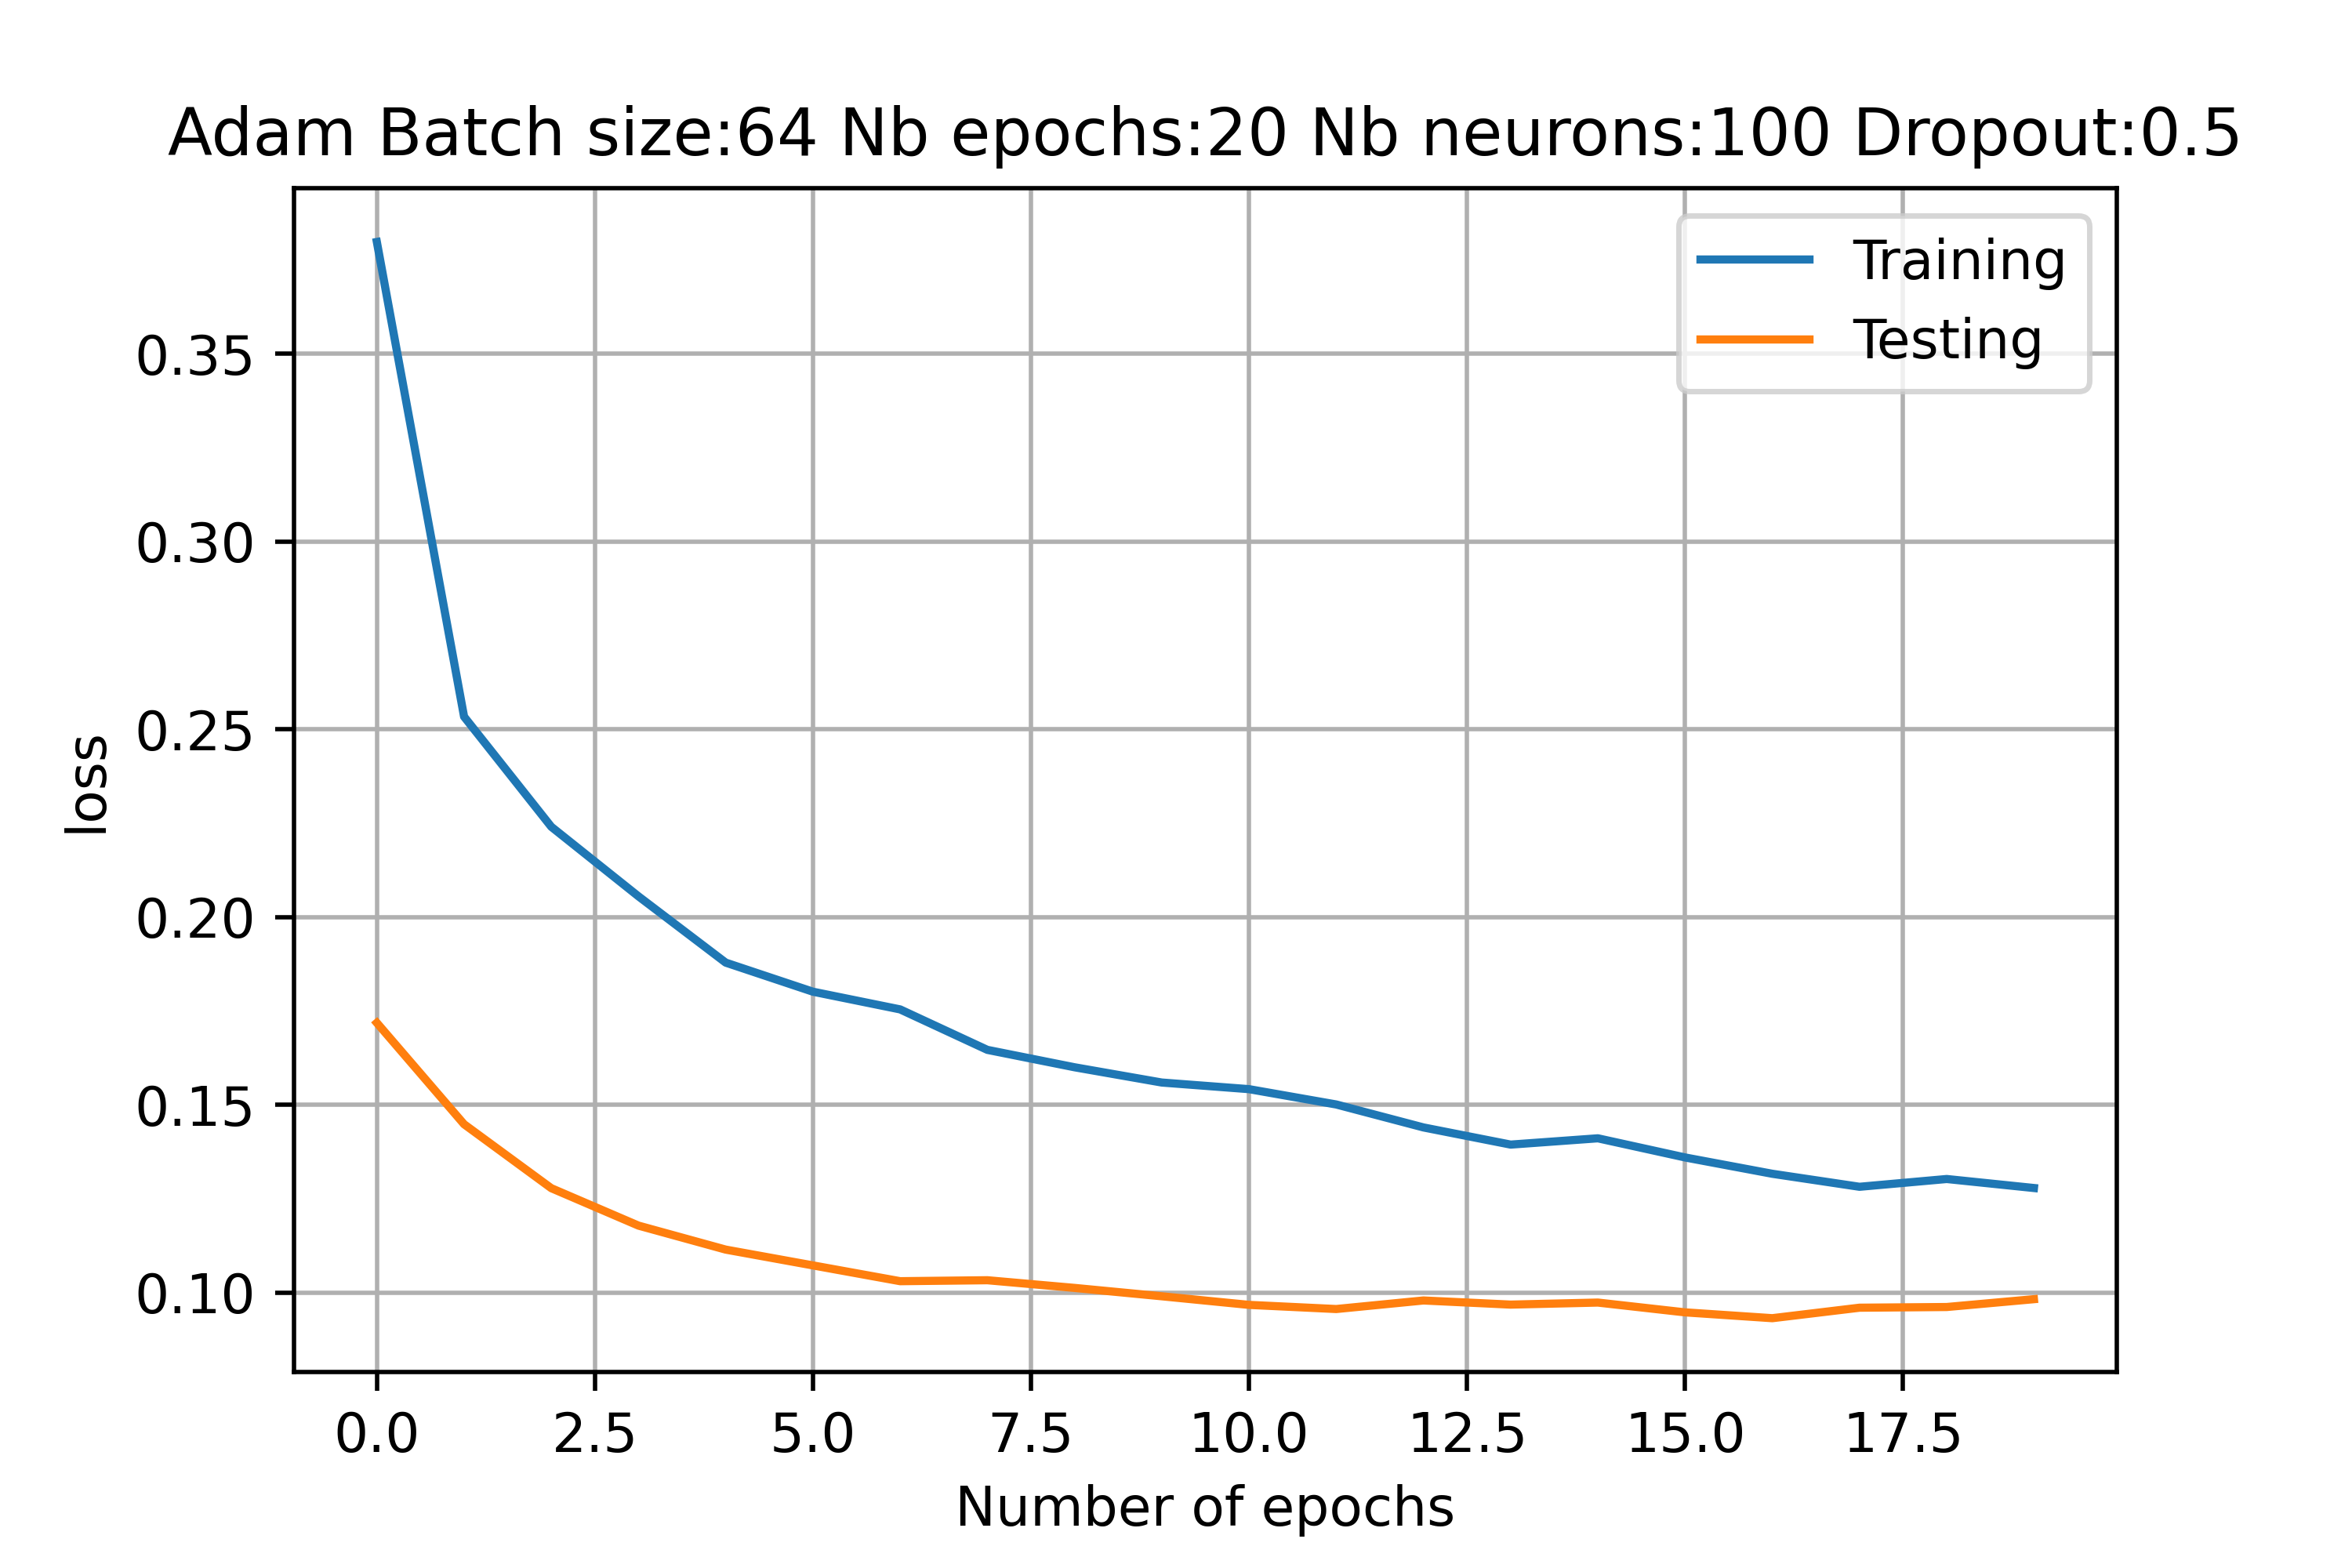 Adam Batch size:64 Nb epochs:20 Nb neurons:100 Dropout:0.5
Training
Testing
0.35
0.30
0.25
0.20
0.15
0.10
loss
0.0 2.5 5.0 7.5 10.0 12.5 15.0 17.5
Number of epochs